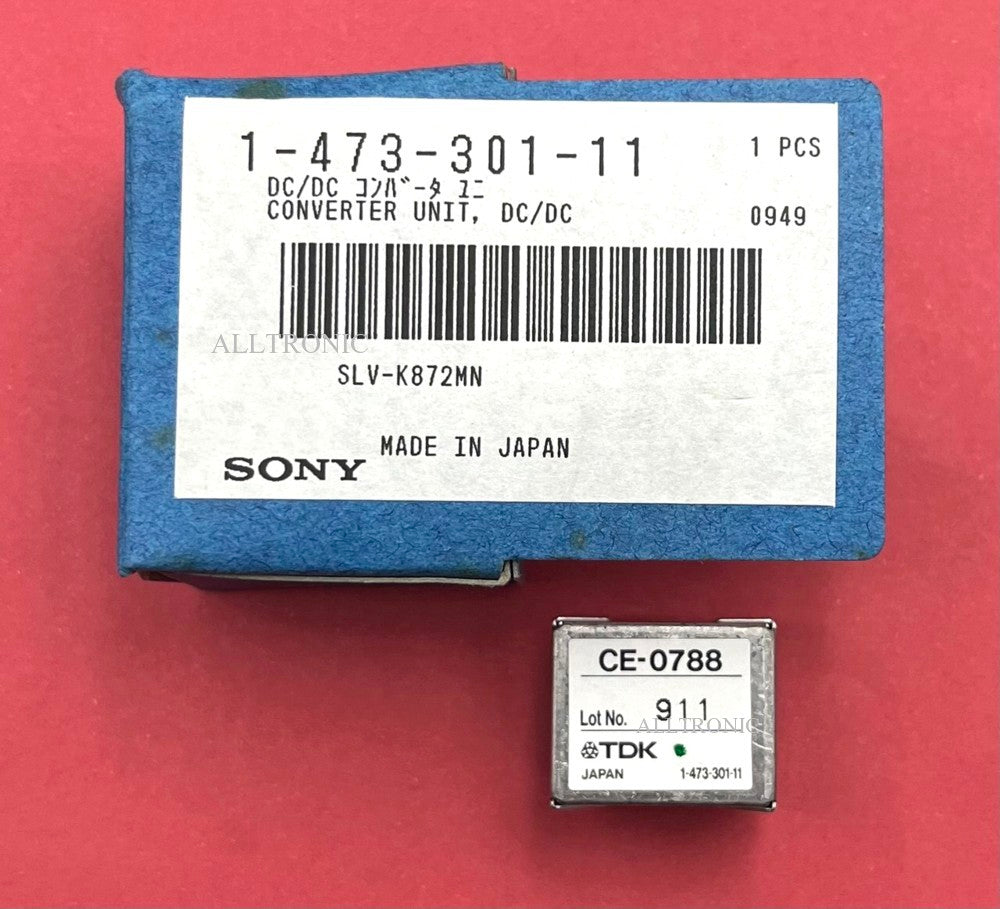 1-473-301-11
1 PCS
DC/DC コンバータ ユニ
CONVERTER UNIT, DC/DC
0949
ALLTRONIC
SLV-K872MN
MADE IN JAPAN
SONY
CE-0788
Lot No. 911
ALLTRONIC
TDK
JAPAN 1-473-301-11